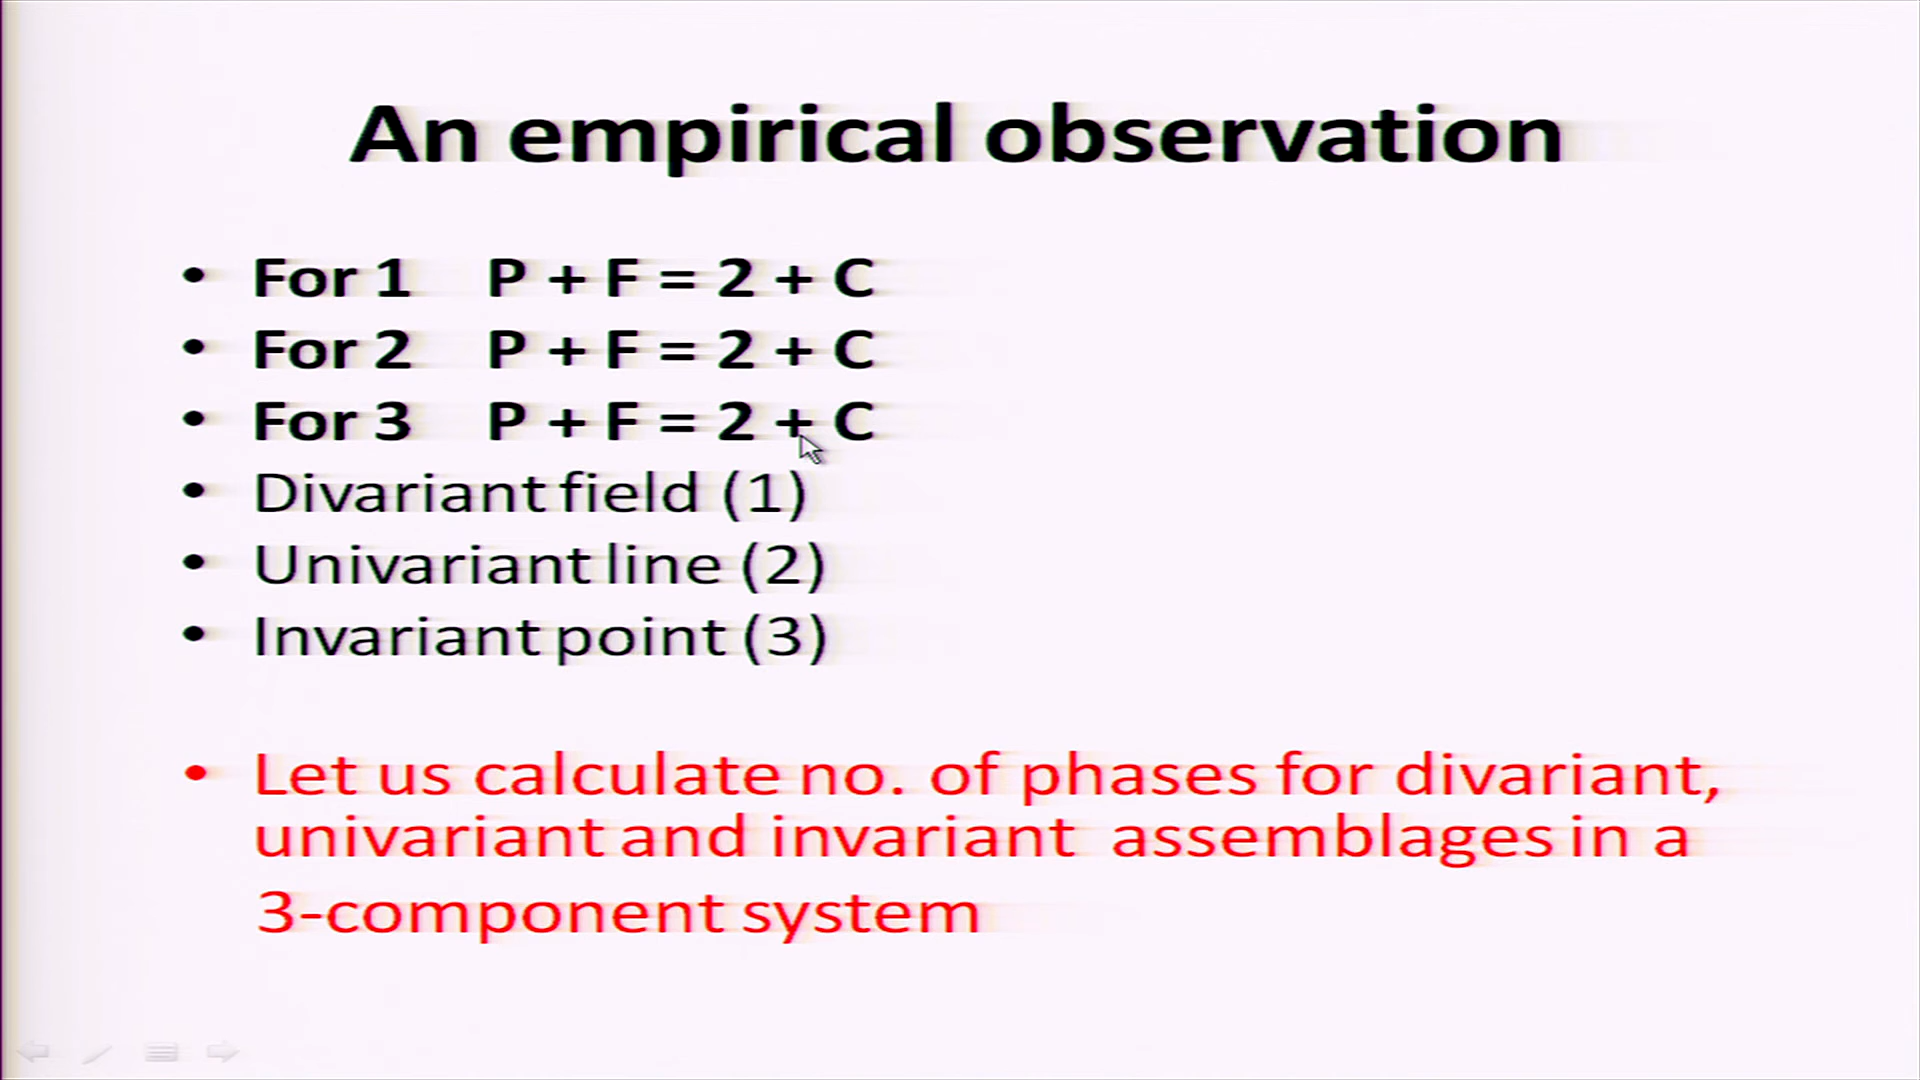 An empirical observation
• For 1 P + F = 2 + C
• For 2 P + F = 2 + C
• For 3 P + F = 2 + C
• Divariant field (1)
• Univariant line (2)
• Invariant point (3)
• Let us calculate no. of phases for divariant,
univariant and invariant assemblages in a
3-component system